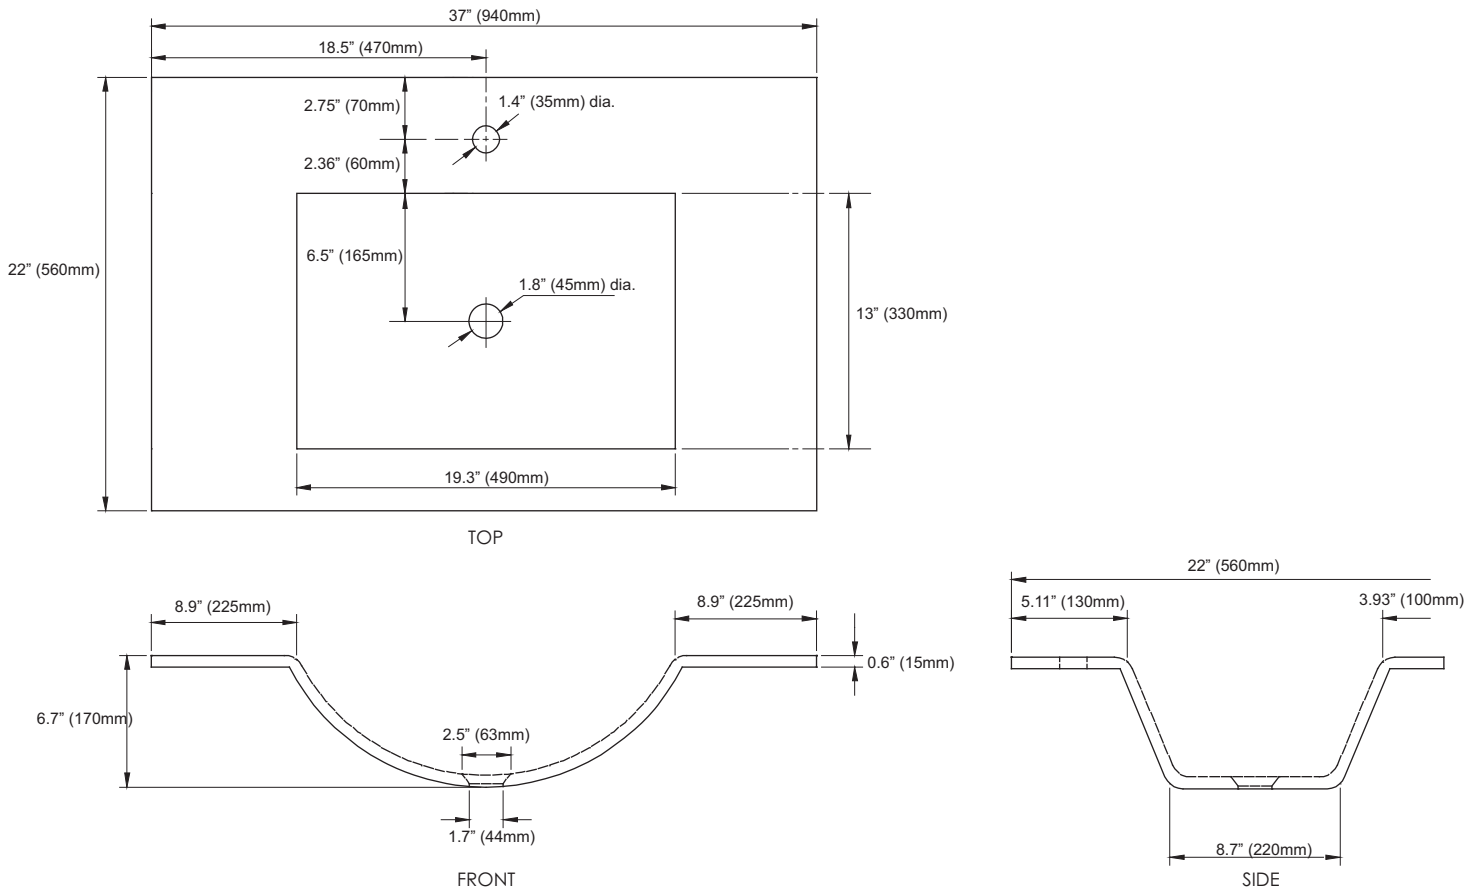 37” (940mm)
18.5” (470mm)
2.75” (70mm)
1.4” (35mm) dia.
2.36” (60mm)
6.5” (165mm)
22” (560mm)
1.8” (45mm) dia.
13” (330mm)
19.3” (490mm)
TOP
8.9” (225mm)
8.9” (225mm)
0.6” (15mm)
6.7” (170mm)
2.5” (63mm)
1.7” (44mm)
FRONT
22” (560mm)
5.11” (130mm)
3.93” (100mm)
8.7” (220mm)
SIDE